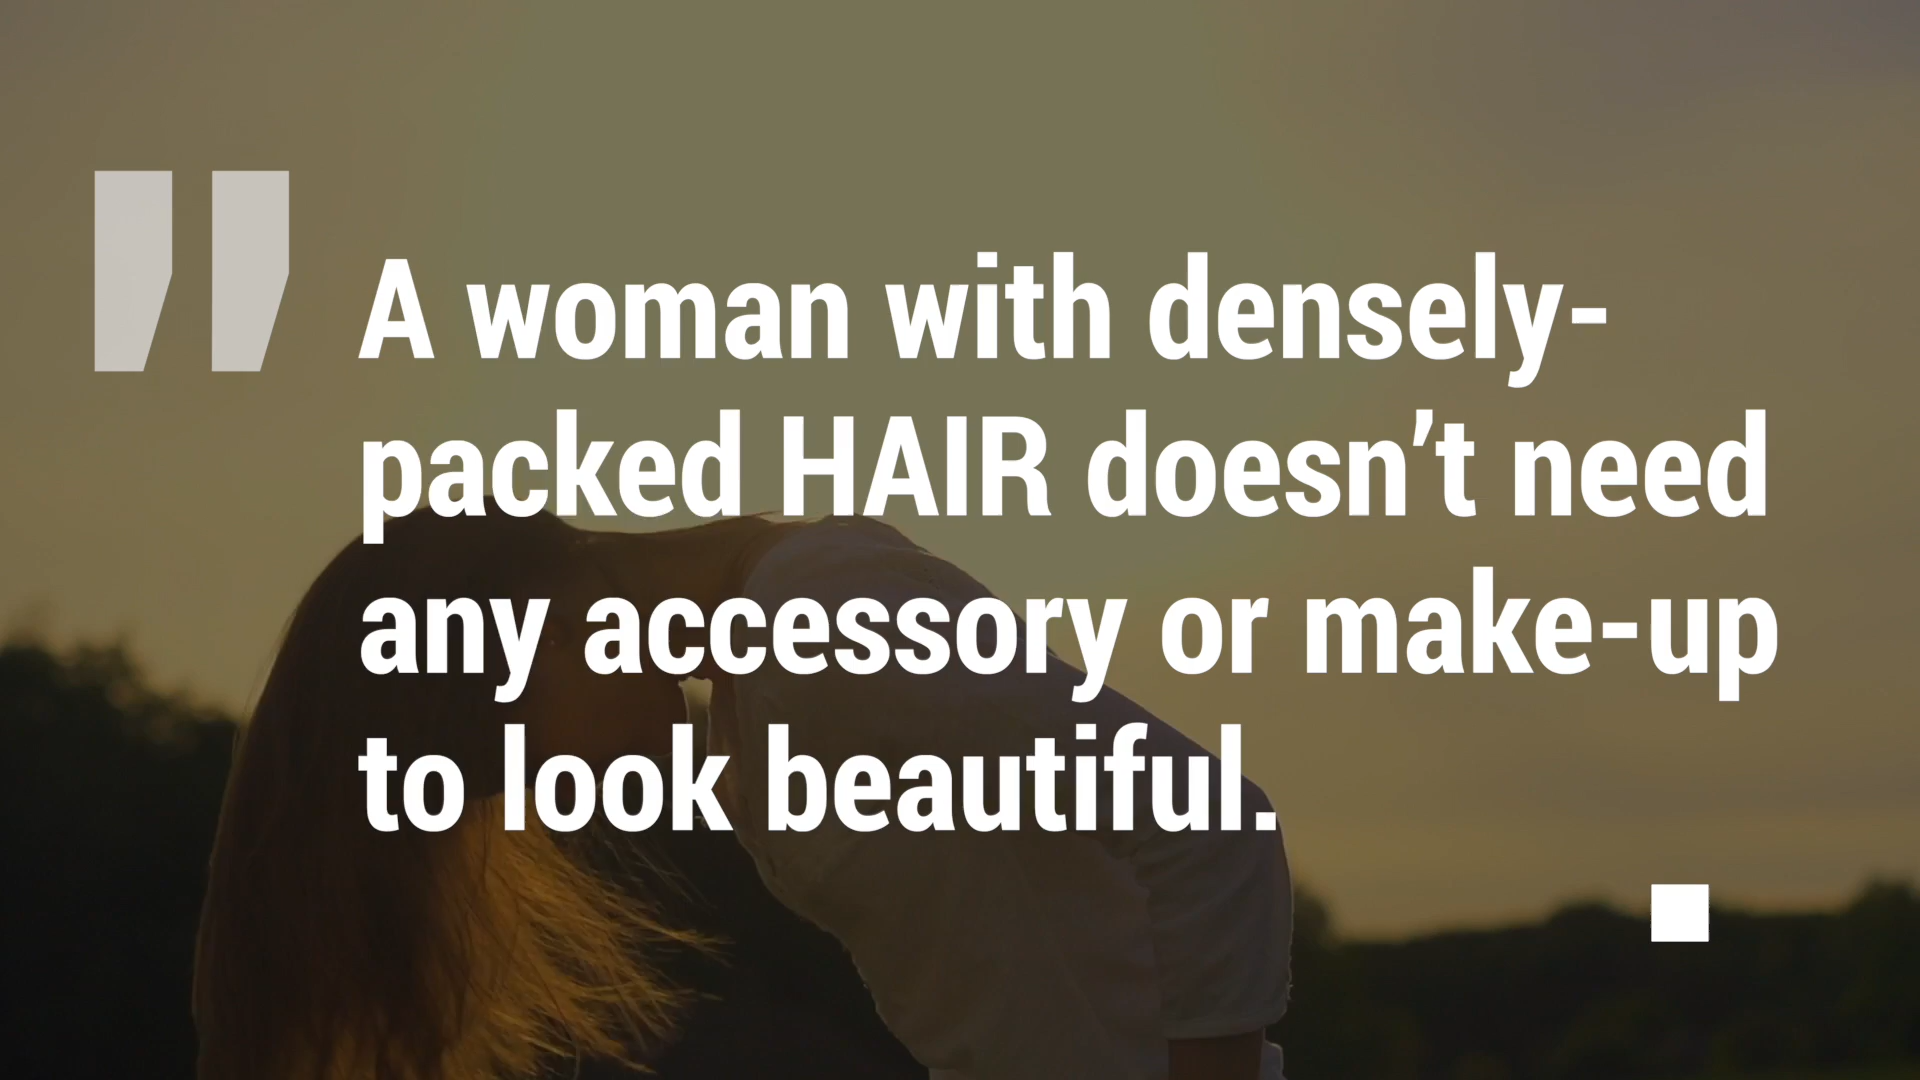 "
A woman with densely-
packed HAIR doesn’t need
any accessory or make-up
to look beautiful.